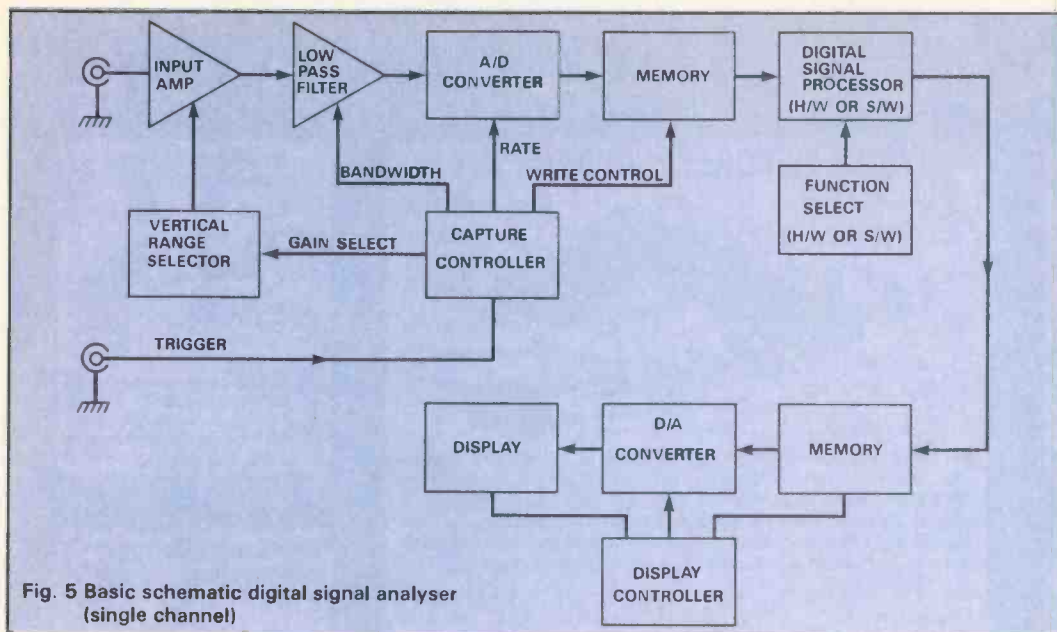 INPUT
AMP
LOW
PASS
FILTER
A/D
CONVERTER
MEMORY
DIGITAL
SIGNAL
PROCESSOR
(H/W OR S/W)
BANDWIDTH
RATE
WRITE CONTROL
FUNCTION
SELECT
(H/W OR S/W)
VERTICAL
RANGE
SELECTOR
GAIN SELECT
CAPTURE
CONTROLLER
TRIGGER
DISPLAY
D/A
CONVERTER
MEMORY
DISPLAY
CONTROLLER
Fig. 5 Basic schematic digital signal analyser
(single channel)